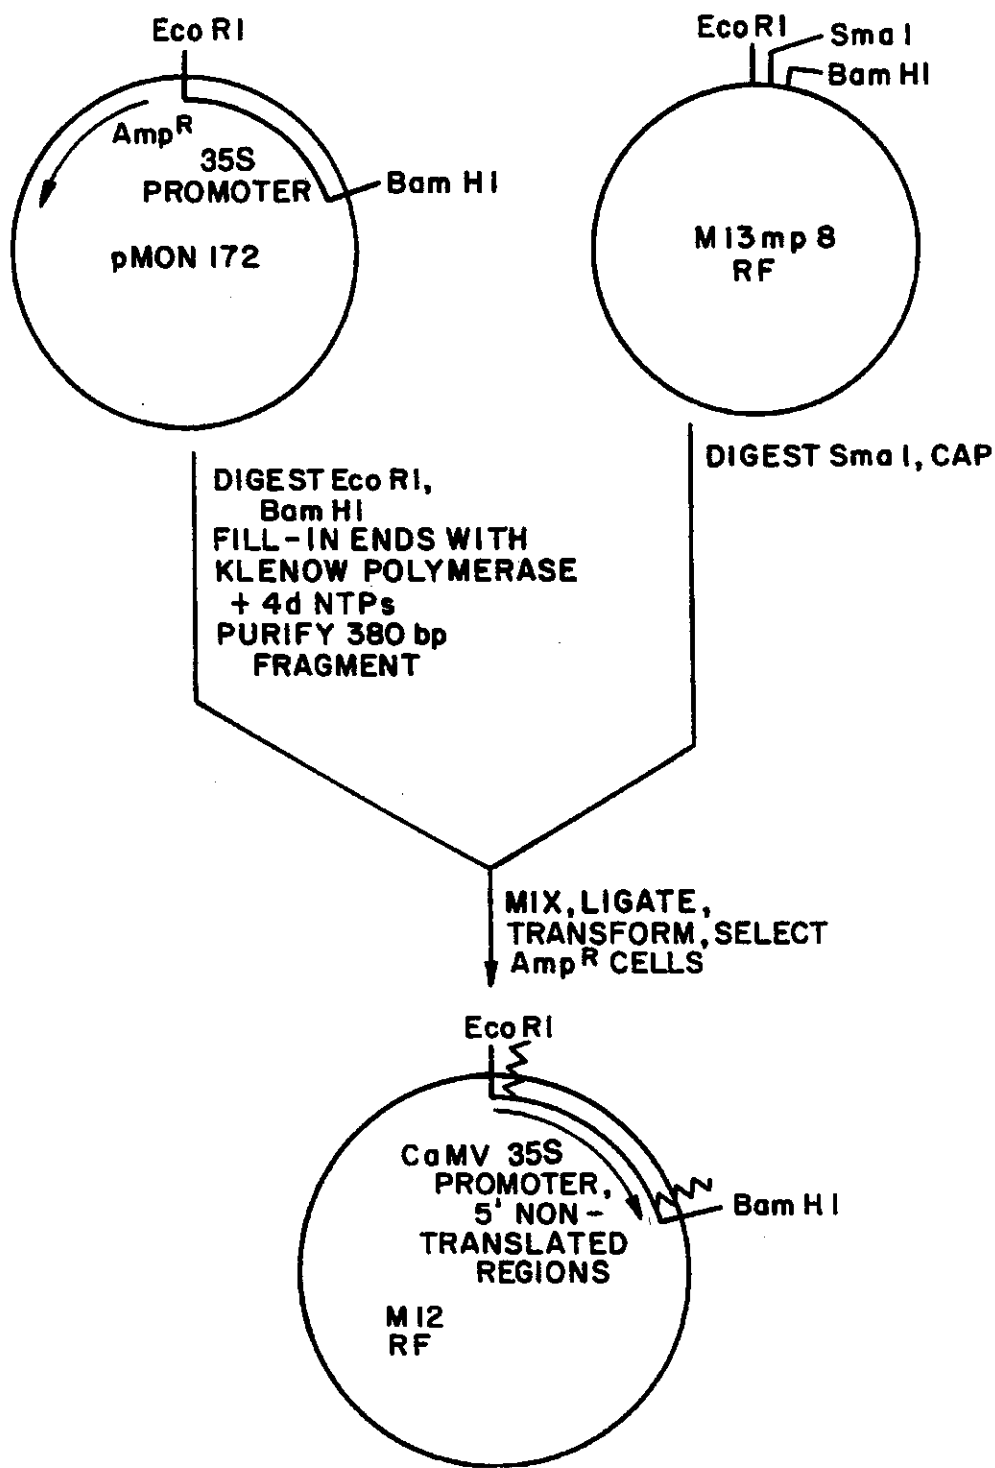 Eco RI
Amp^R
35S
PROMOTER
Bam HI
pMON 172
Eco RI
Sma I
Bam HI
M13mp 8
RF
DIGEST Eco RI,
Bam HI
FILL-IN ENDS WITH
KLENOW POLYMERASE
+ 4d NTPs
PURIFY 380 bp
FRAGMENT
DIGEST Sma I, CAP
MIX, LIGATE,
TRANSFORM, SELECT
Amp^R CELLS
Eco RI
CaMV 35S
PROMOTER,
5' NON-
TRANSLATED
REGIONS
Bam HI
M12
RF